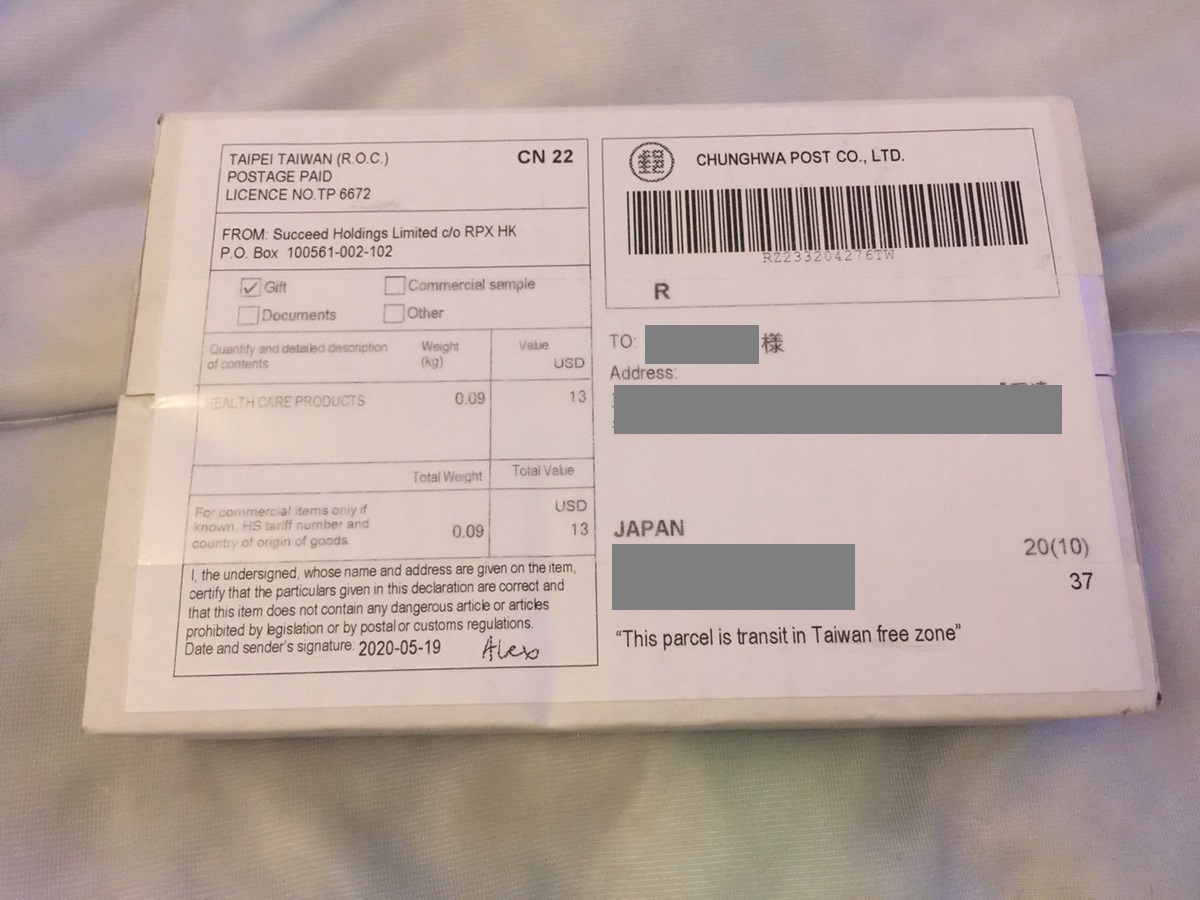 TAIPEI TAIWAN (R.O.C.)
CN 22
POSTAGE PAID
LICENCE NO.TP 6672
FROM: Succeed Holdings Limited c/o RPX HK
P.O. Box 100561-002-102
Gift
Commercial sample
Documents
Other
Quantity and detailed description
of contents
Weight
(kg)
Value
USD
HEALTH CARE PRODUCTS
0.09
13
Total Weight
Total Value
For commercial items only if
known, HS tariff number and
country of origin of goods
0.09
USD
13
I, the undersigned, whose name and address are given on the item,
certify that the particulars given in this declaration are correct and
that this item does not contain any dangerous article or articles
prohibited by legislation or by postal or customs regulations.
Date and sender's signature: 2020-05-19 Alex
CHUNGHWA POST CO., LTD.
RZ233204276TW
R
TO: 様
Address:
JAPAN
20(10)
37
“This parcel is transit in Taiwan free zone”